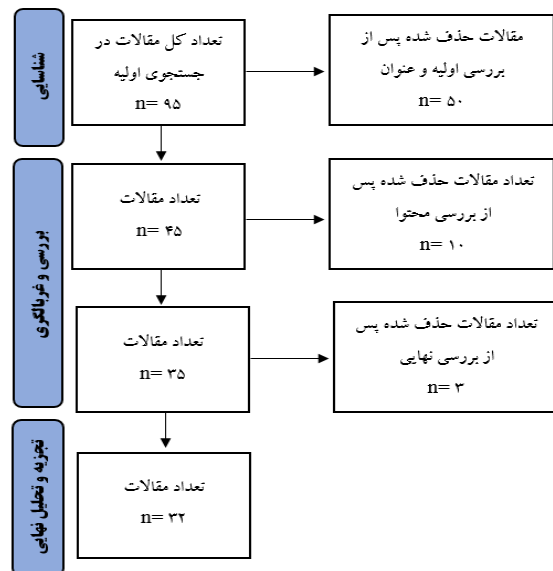 شناسایی
تعداد کل مقالات در
جستجوی اولیه
n= ۹۵
مقالات حذف شده پس از
بررسی اولیه و عنوان
n= ۵۰
بررسی و غربالگری
تعداد مقالات
n= ۴۵
تعداد مقالات حذف شده پس
از بررسی محتوا
n= ۱۰
تعداد مقالات
n= ۳۵
تعداد مقالات حذف شده پس
از بررسی نهایی
n= ۳
تجزیه و تحلیل نهایی
تعداد مقالات
n= ۳۲